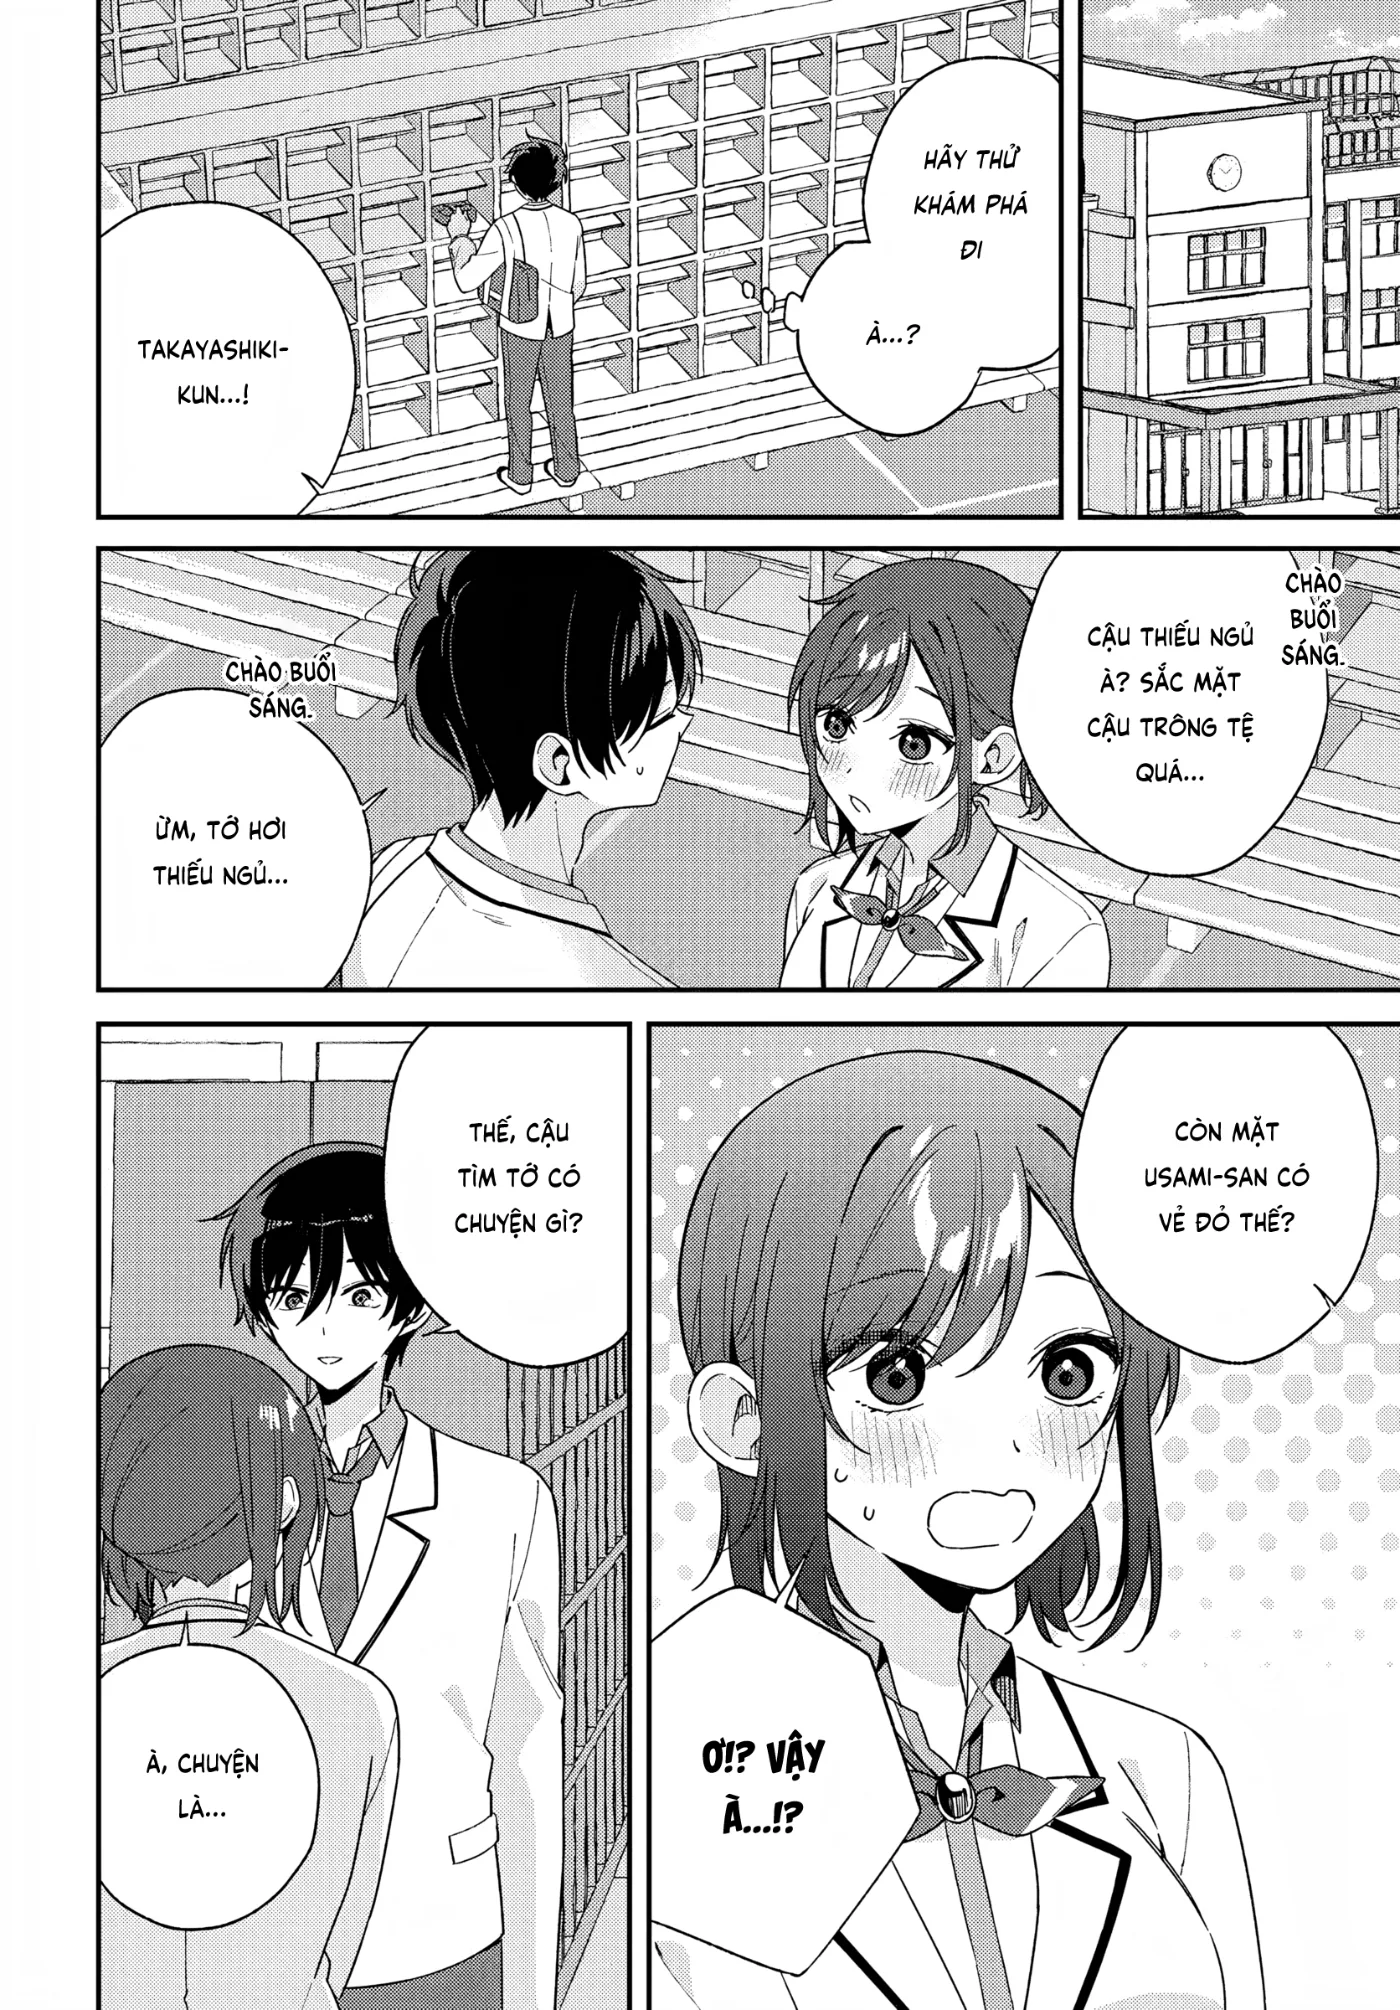 HÃY THỬ
KHÁM PHÁ
ĐI
À...?
TAKAYASHIKI-
KUN...!
CHÀO
BUỔI
SÁNG.
CẬU THIẾU NGỦ
À? SẮC MẶT
CẬU TRÔNG TỆ
QUÁ...
CHÀO BUỔI
SÁNG.
ỪM, TỚ HƠI
THIẾU NGỦ...
CÒN MẶT
USAMI-SAN CÓ
VẺ ĐỎ THẾ?
Ơ!? VẬY
À...!?
THẾ, CẬU
TÌM TỚ CÓ
CHUYỆN GÌ?
À, CHUYỆN
LÀ...